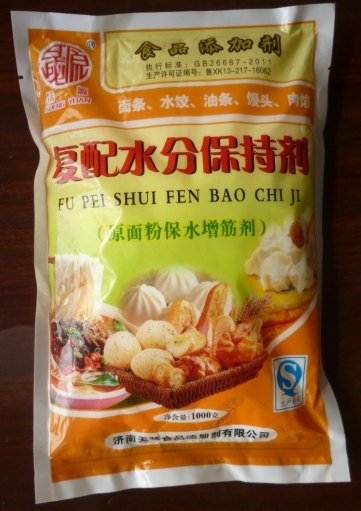 食品添加剂
执行标准：GB26687-2011
生产许可证编号：鲁XK13-217-16062
YUAN
面条、水饺、油条、馒头、肉馅
复配水分保持剂
FU PEI SHUI FEN BAO CHI JI
（原面粉保水增筋剂）
净含量：1000克
济南
食品添加剂有限公司